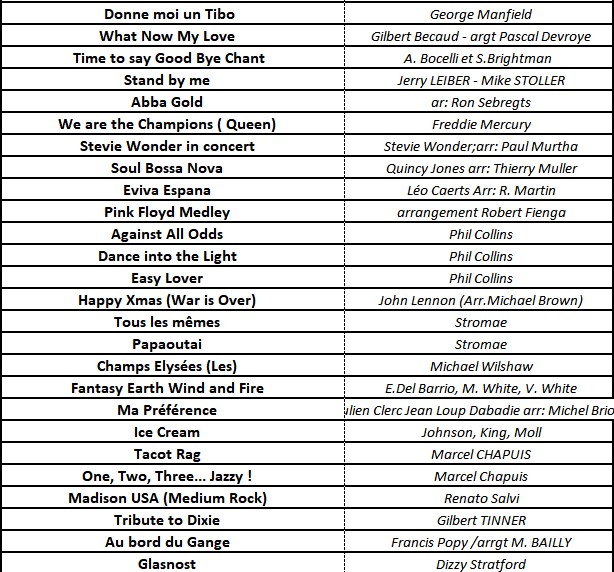 Donne moi un Tibo George Manfield
What Now My Love Gilbert Becaud - argt Pascal Devroye
Time to say Good Bye Chant A. Bocelli et S.Brightman
Stand by me Jerry LEIBER - Mike STOLLER
Abba Gold ar: Ron Sebregts
We are the Champions ( Queen) Freddie Mercury
Stevie Wonder in concert Stevie Wonder;arr: Paul Murtha
Soul Bossa Nova Quincy Jones arr: Thierry Muller
Eviva Espana Léo Caerts Arr: R. Martin
Pink Floyd Medley arrangement Robert Fienga
Against All Odds Phil Collins
Dance into the Light Phil Collins
Easy Lover Phil Collins
Happy Xmas (War is Over) John Lennon (Arr.Michael Brown)
Tous les mêmes Stromae
Papaoutai Stromae
Champs Elysées (Les) Michael Wilshaw
Fantasy Earth Wind and Fire E.Del Barrio, M. White, V. White
Ma Préférence ulien Clerc Jean Loup Dabadie arr: Michel Brio
Ice Cream Johnson, King, Moll
Tacot Rag Marcel CHAPUIS
One, Two, Three... Jazzy ! Marcel Chapuis
Madison USA (Medium Rock) Renato Salvi
Tribute to Dixie Gilbert TINNER
Au bord du Gange Francis Popy /arrgt M. BAILLY
Glasnost Dizzy Stratford